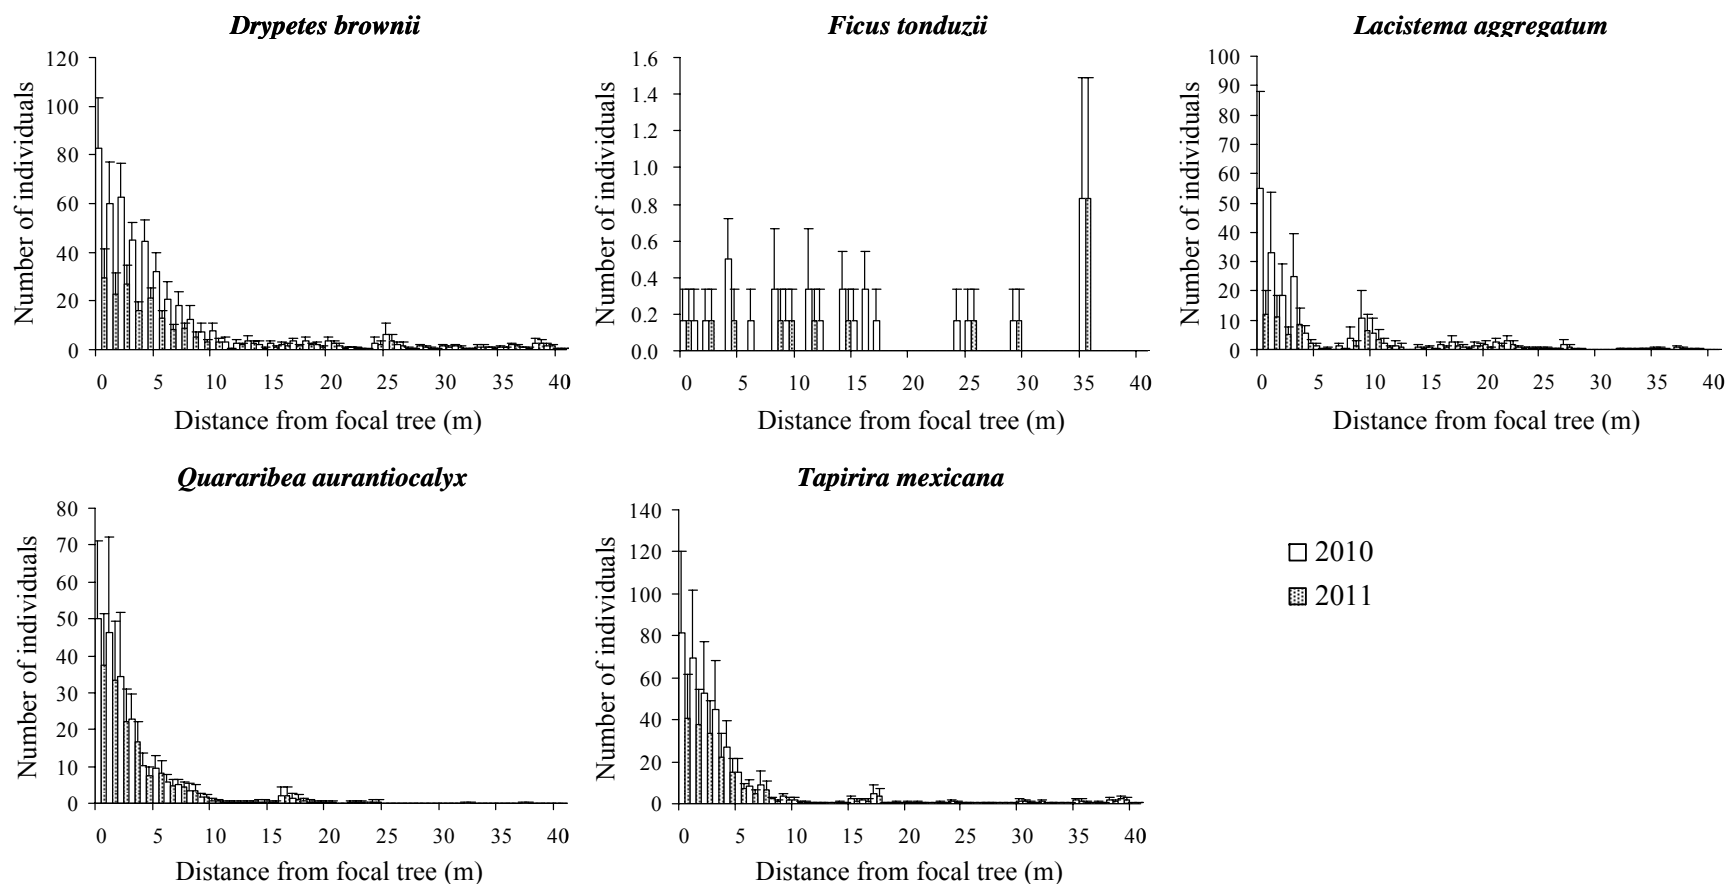 Drypetes brownii
Number of individuals
120
100
80
60
40
20
0
0 5 10 15 20 25 30 35 40
Distance from focal tree (m)
Ficus tonduzii
Number of individuals
1.6
1.4
1.2
1.0
0.8
0.6
0.4
0.2
0.0
0 5 10 15 20 25 30 35 40
Distance from focal tree (m)
Lacistema aggregatum
Number of individuals
100
90
80
70
60
50
40
30
20
10
0
0 5 10 15 20 25 30 35 40
Distance from focal tree (m)
Quararibea aurantiocalyx
Number of individuals
80
70
60
50
40
30
20
10
0
0 5 10 15 20 25 30 35 40
Distance from focal tree (m)
Tapirira mexicana
Number of individuals
140
120
100
80
60
40
20
0
0 5 10 15 20 25 30 35 40
Distance from focal tree (m)
2010
2011